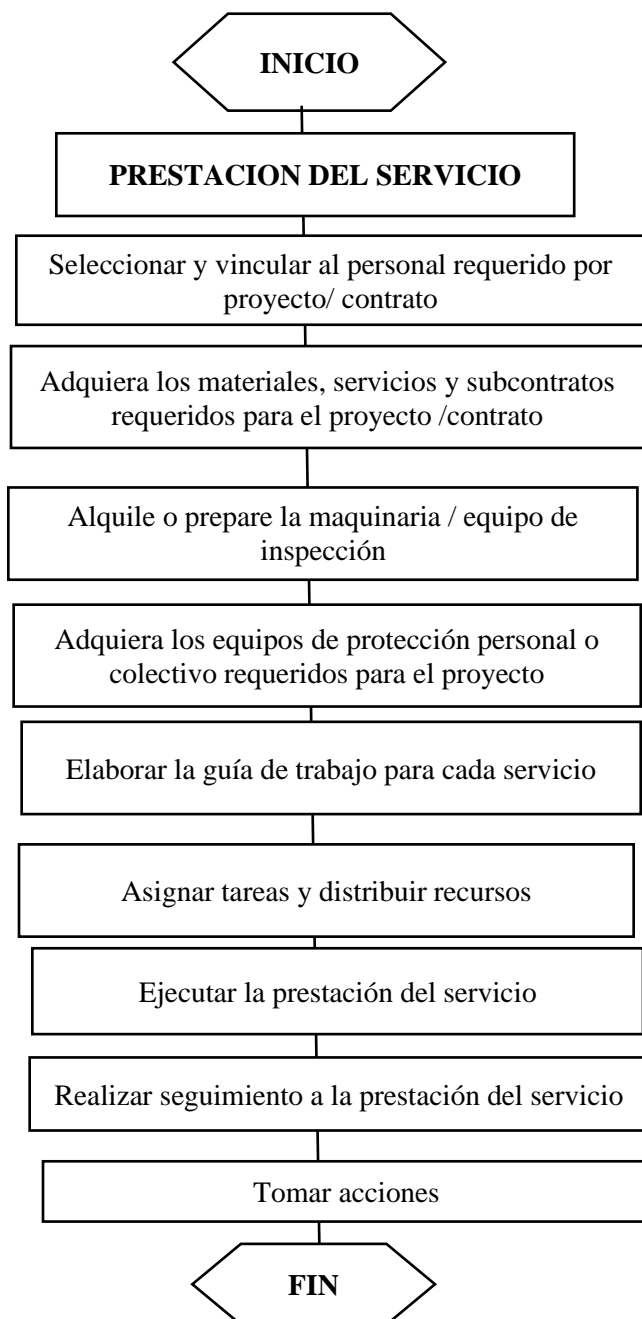 INICIO
PRESTACION DEL SERVICIO
Seleccionar y vincular al personal requerido por
proyecto/ contrato
Adquiera los materiales, servicios y subcontratos
requeridos para el proyecto /contrato
Alquile o prepare la maquinaria / equipo de
inspección
Adquiera los equipos de protección personal o
colectivo requeridos para el proyecto
Elaborar la guía de trabajo para cada servicio
Asignar tareas y distribuir recursos
Ejecutar la prestación del servicio
Realizar seguimiento a la prestación del servicio
Tomar acciones
FIN